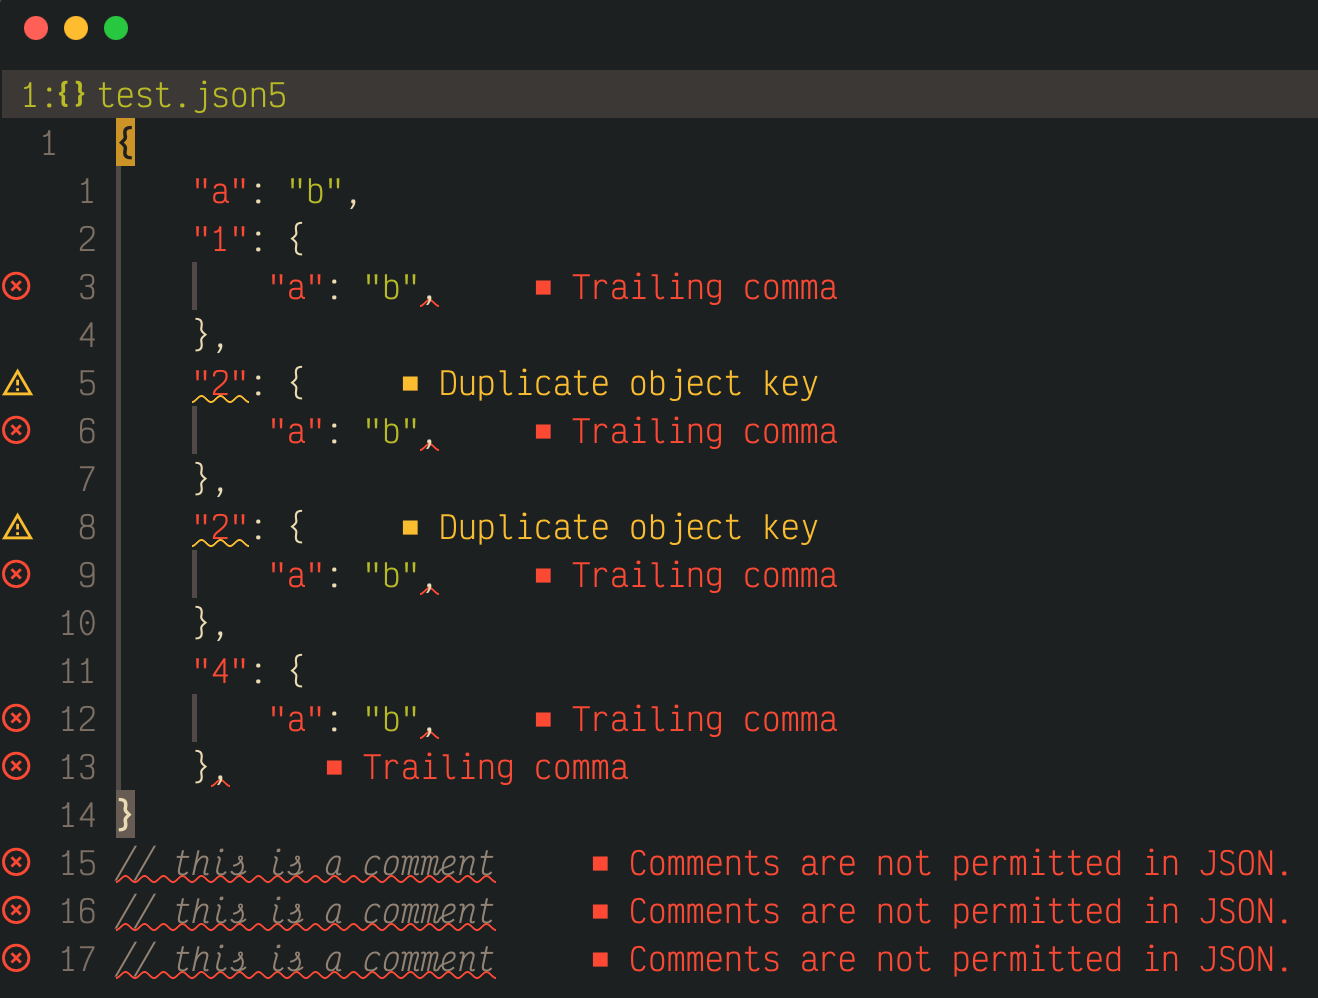 1:{} test.json5
1 {
1 "a": "b",
2 "1": {
3 "a": "b", ■ Trailing comma
4 },
5 "2": { ■ Duplicate object key
6 "a": "b", ■ Trailing comma
7 },
8 "2": { ■ Duplicate object key
9 "a": "b", ■ Trailing comma
10 },
11 "4": {
12 "a": "b", ■ Trailing comma
13 }, ■ Trailing comma
14 }
15 // this is a comment ■ Comments are not permitted in JSON.
16 // this is a comment ■ Comments are not permitted in JSON.
17 // this is a comment ■ Comments are not permitted in JSON.